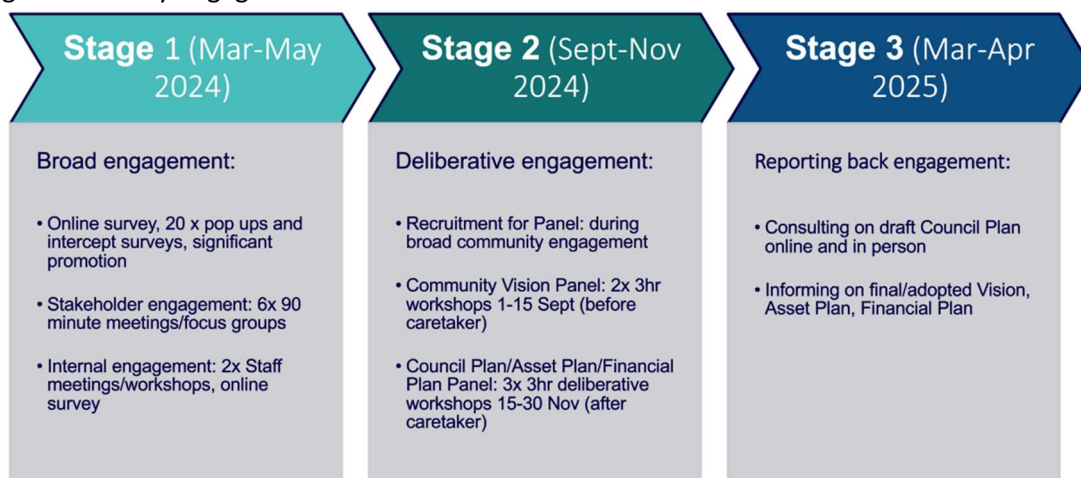 Stage 1 (Mar-May
2024)
Broad engagement:
• Online survey, 20 x pop ups and
intercept surveys, significant
promotion
• Stakeholder engagement: 6x 90
minute meetings/focus groups
• Internal engagement: 2x Staff
meetings/workshops, online
survey
Stage 2 (Sept-Nov
2024)
Deliberative engagement:
• Recruitment for Panel: during
broad community engagement
• Community Vision Panel: 2x 3hr
workshops 1-15 Sept (before
caretaker)
• Council Plan/Asset Plan/Financial
Plan Panel: 3x 3hr deliberative
workshops 15-30 Nov (after
caretaker)
Stage 3 (Mar-Apr
2025)
Reporting back engagement:
• Consulting on draft Council Plan
online and in person
• Informing on final/adopted Vision,
Asset Plan, Financial Plan